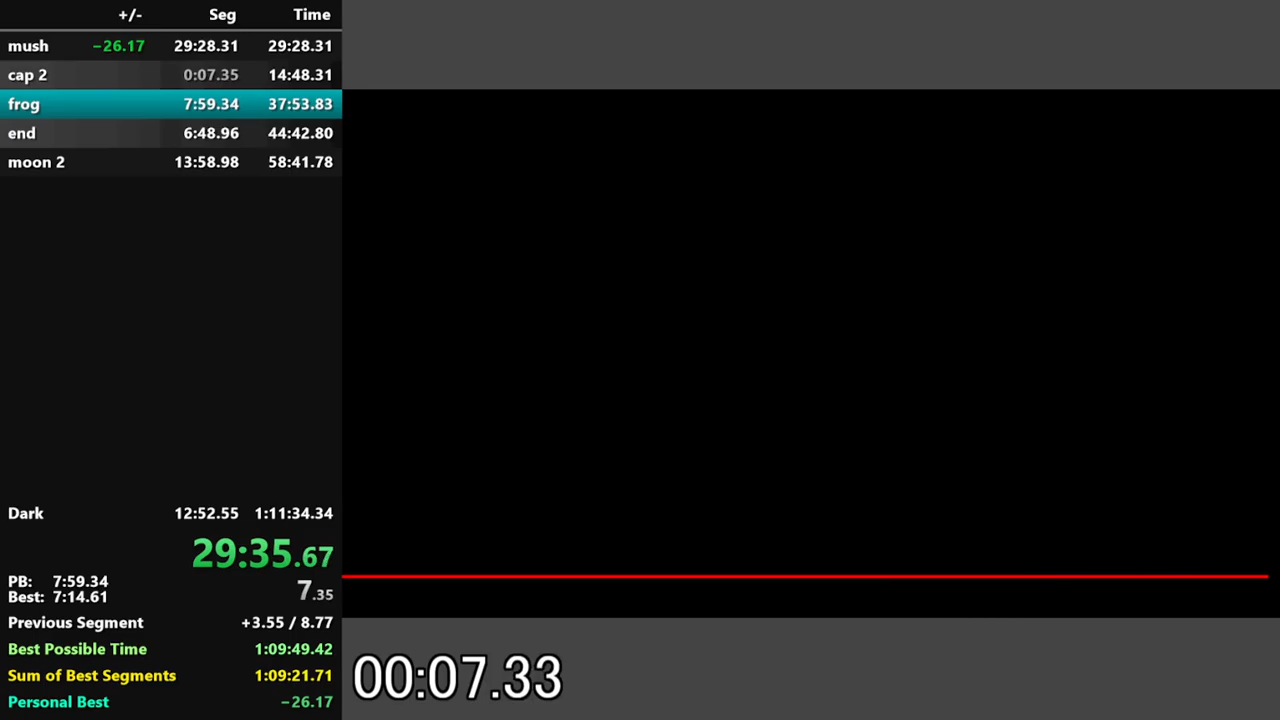 +/- Seg Time
mush −26.17 29:28.31 29:28.31
cap 2 0:07.35 14:48.31
frog 7:59.34 37:53.83
end 6:48.96 44:42.80
moon 2 13:58.98 58:41.78
Dark 12:52.55 1:11:34.34
29:35.67
PB: 7:59.34
Best: 7:14.61
7.35
Previous Segment +3.55 / 8.77
Best Possible Time 1:09:49.42
Sum of Best Segments 1:09:21.71
Personal Best −26.17
00:07.33